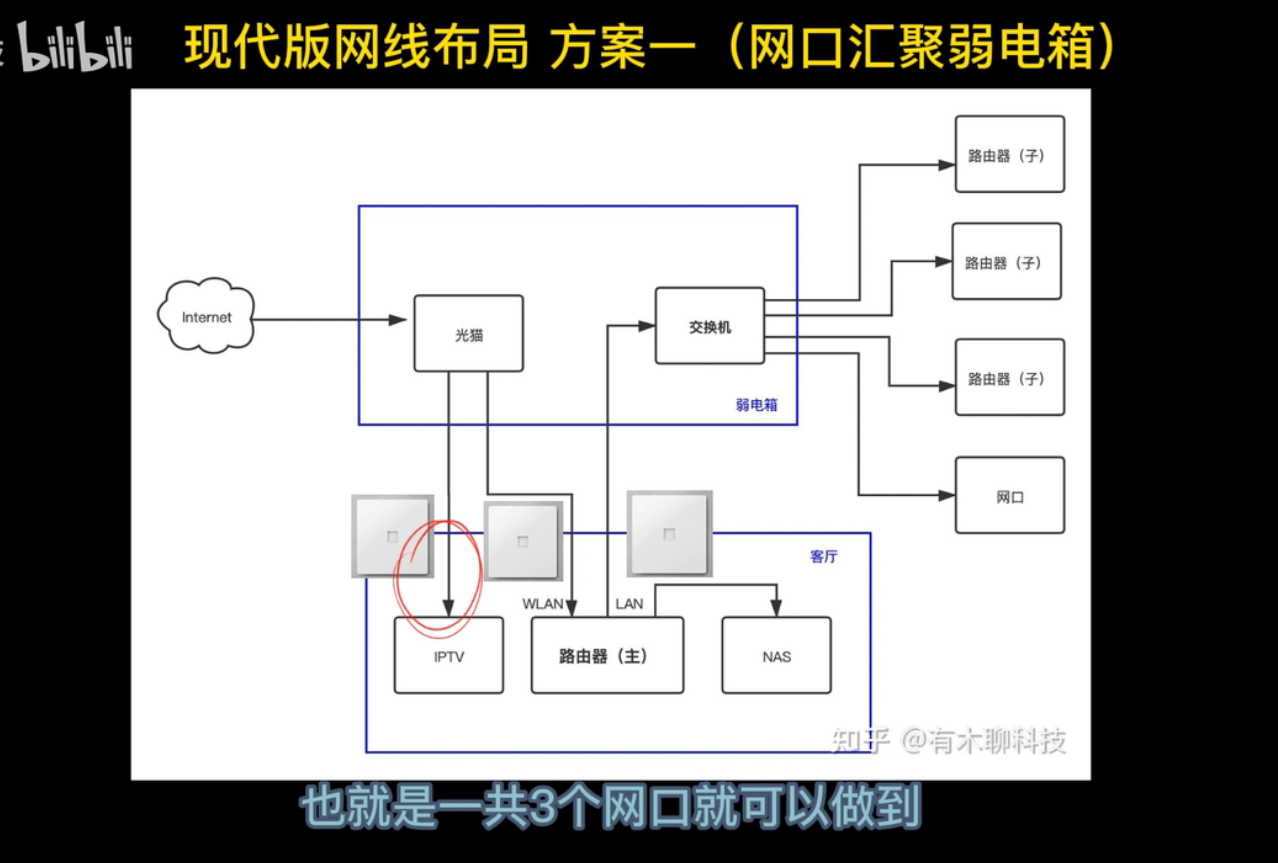 bilibili
现代版网线布局 方案一（网口汇聚弱电箱）
路由器（子）
路由器（子）
Internet
光猫
交换机
路由器（子）
弱电箱
网口
客厅
WLAN
LAN
IPTV
路由器（主）
NAS
知乎 @有木聊科技
也就是一共3个网口就可以做到